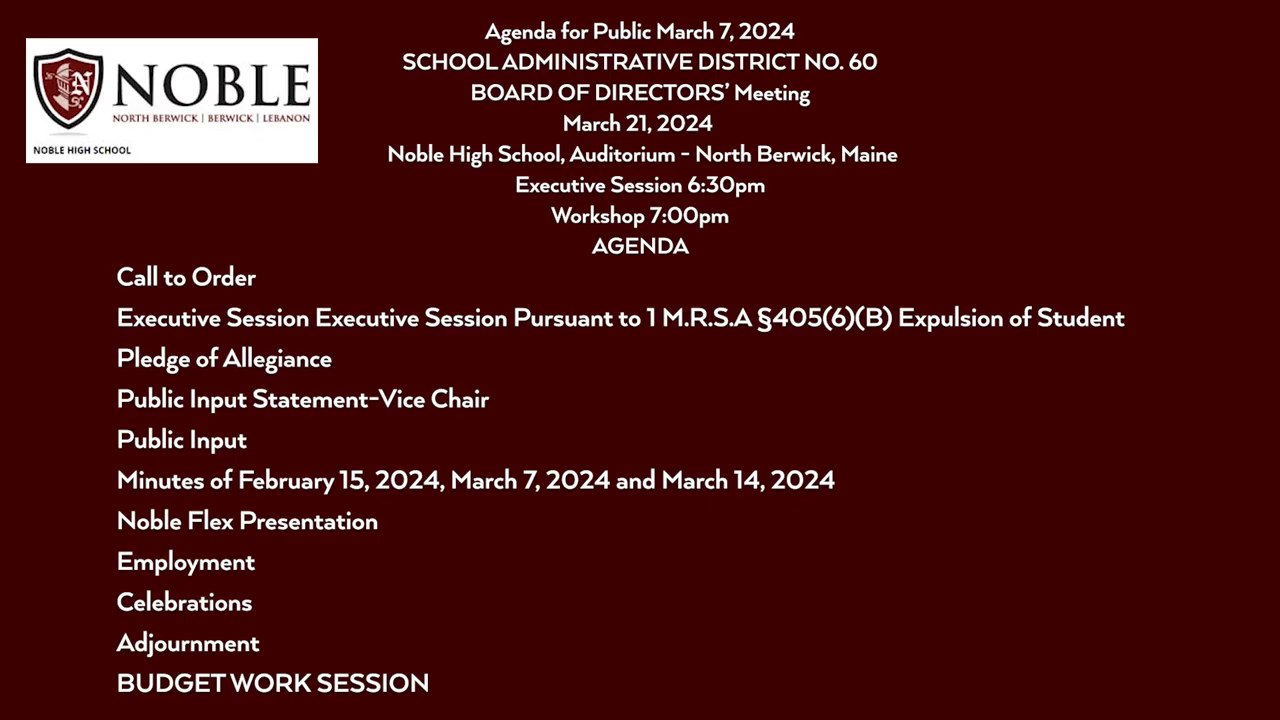 Agenda for Public March 7, 2024
SCHOOL ADMINISTRATIVE DISTRICT NO. 60
BOARD OF DIRECTORS' Meeting
March 21, 2024
Noble High School, Auditorium - North Berwick, Maine
Executive Session 6:30pm
Workshop 7:00pm
AGENDA
N
NOBLE
NORTH BERWICK | BERWICK | LEBANON
NOBLE HIGH SCHOOL
Call to Order
Executive Session Executive Session Pursuant to 1 M.R.S.A §405(6)(B) Expulsion of Student
Pledge of Allegiance
Public Input Statement-Vice Chair
Public Input
Minutes of February 15, 2024, March 7, 2024 and March 14, 2024
Noble Flex Presentation
Employment
Celebrations
Adjournment
BUDGET WORK SESSION